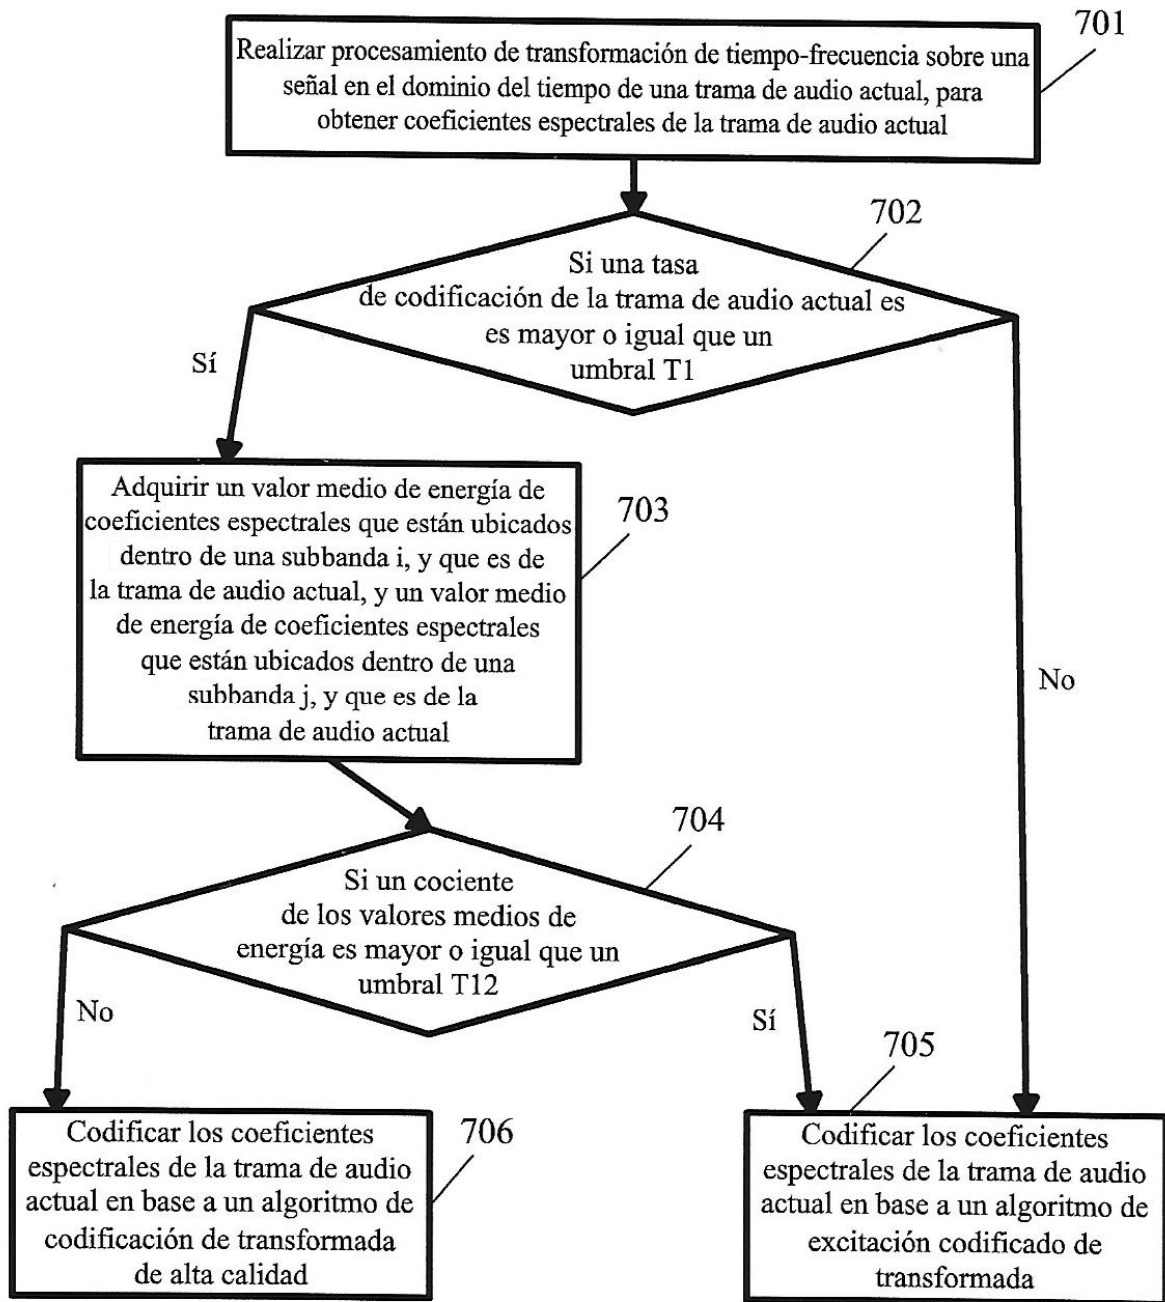 701
Realizar procesamiento de transformación de tiempo-frecuencia sobre una
señal en el dominio del tiempo de una trama de audio actual, para
obtener coeficientes espectrales de la trama de audio actual
702
Si una tasa
de codificación de la trama de audio actual es
es mayor o igual que un
umbral T1
Sí
No
703
Adquirir un valor medio de energía de
coeficientes espectrales que están ubicados
dentro de una subbanda i, y que es de
la trama de audio actual, y un valor medio
de energía de coeficientes espectrales
que están ubicados dentro de una
subbanda j, y que es de la
trama de audio actual
704
Si un cociente
de los valores medios de
energía es mayor o igual que un
umbral T12
No
Sí
706
Codificar los coeficientes
espectrales de la trama de audio
actual en base a un algoritmo de
codificación de transformada
de alta calidad
705
Codificar los coeficientes
espectrales de la trama de audio
actual en base a un algoritmo de
excitación codificado de
transformada